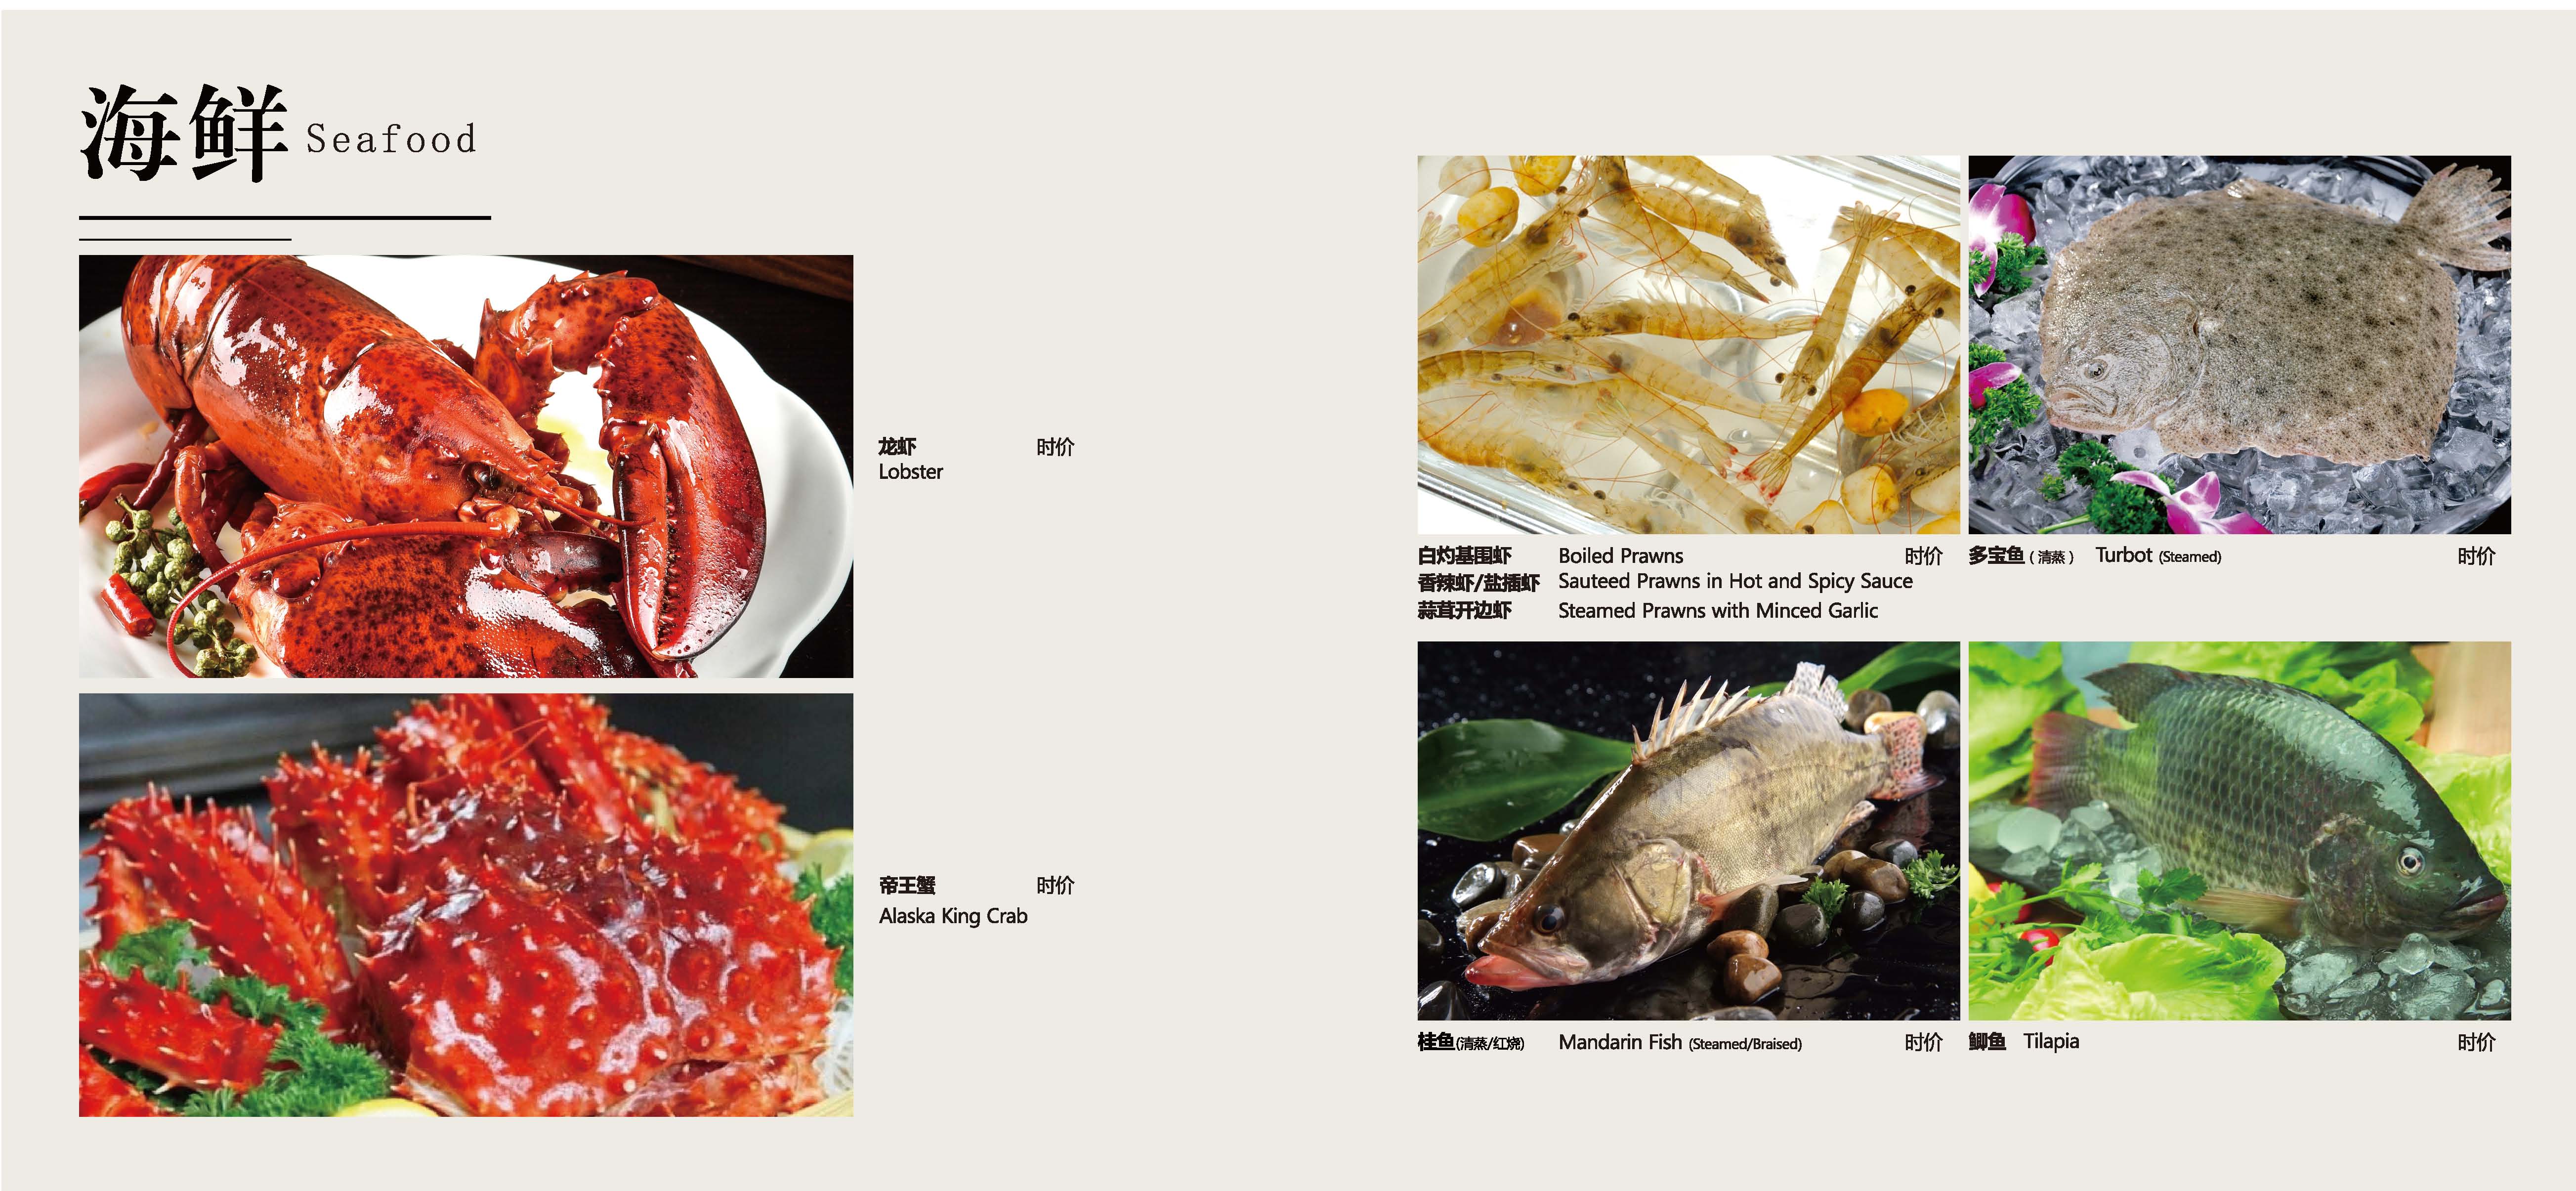 海鲜 Seafood
龙虾 时价
Lobster
帝王蟹 时价
Alaska King Crab
白灼基围虾 Boiled Prawns 时价
香辣虾/盐插虾 Sauteed Prawns in Hot and Spicy Sauce
蒜茸开边虾 Steamed Prawns with Minced Garlic
多宝鱼(清蒸) Turbot (Steamed) 时价
桂鱼(清蒸/红烧) Mandarin Fish (Steamed/Braised) 时价
鲫鱼 Tilapia 时价